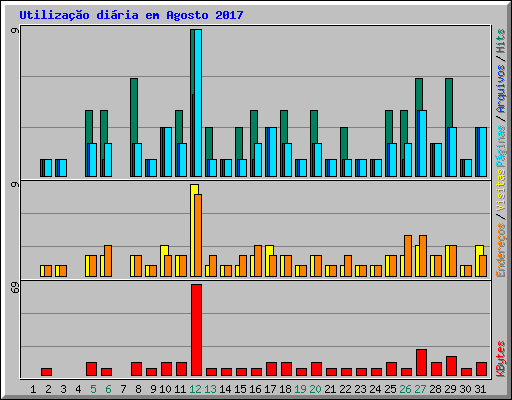 Utilização diária em Agosto 2017
9
9
69
Endereços / Visitas Páginas / Arquivos / Hits
KBytes
1 2 3 4 5 6 7 8 9 10 11 12 13 14 15 16 17 18 19 20 21 22 23 24 25 26 27 28 29 30 31